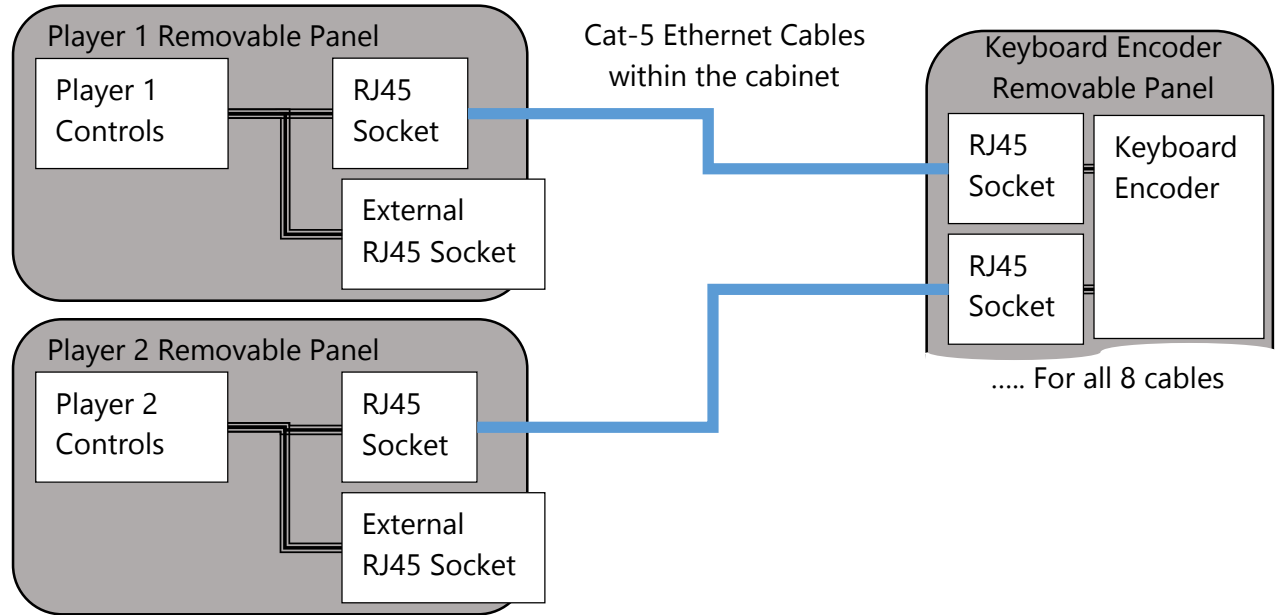 Player 1 Removable Panel
Player 1
Controls
RJ45
Socket
External
RJ45 Socket
Cat-5 Ethernet Cables
within the cabinet
Keyboard Encoder
Removable Panel
RJ45
Socket
Keyboard
Encoder
RJ45
Socket
..... For all 8 cables
Player 2 Removable Panel
Player 2
Controls
RJ45
Socket
External
RJ45 Socket